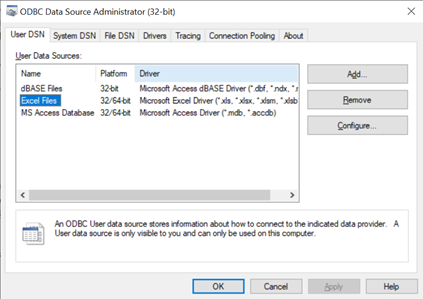 ODBC Data Source Administrator (32-bit)
User DSN System DSN File DSN Drivers Tracing Connection Pooling About
User Data Sources:
Name Platform Driver
dBASE Files 32-bit Microsoft Access dBASE Driver (*.dbf, *.ndx, *.
Excel Files 32/64-bit Microsoft Excel Driver (*.xls, *.xlsx, *.xlsm, *.xlsb
MS Access Database 32/64-bit Microsoft Access Driver (*.mdb, *.accdb)
Add...
Remove
Configure...
An ODBC User data source stores information about how to connect to the indicated data provider. A
User data source is only visible to you and can only be used on this computer.
OK Cancel Apply Help